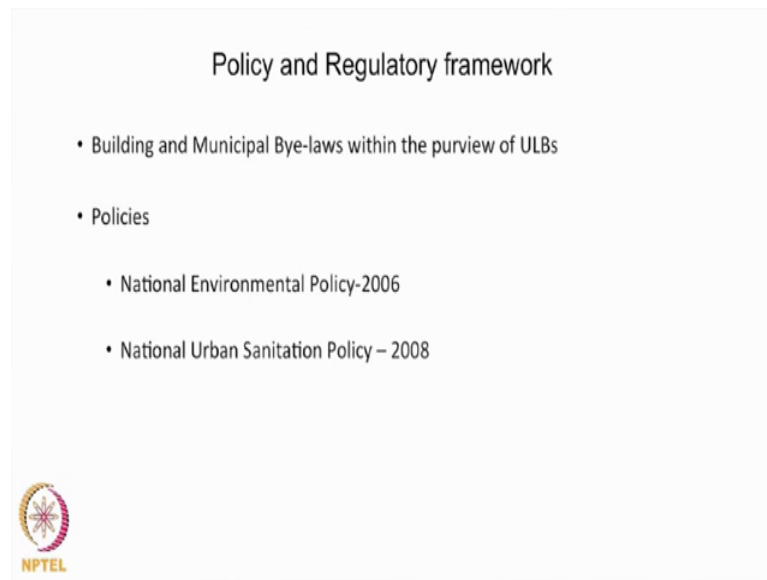 Policy and Regulatory framework
• Building and Municipal Bye-laws within the purview of ULBs
• Policies
• National Environmental Policy-2006
• National Urban Sanitation Policy – 2008
NPTEL